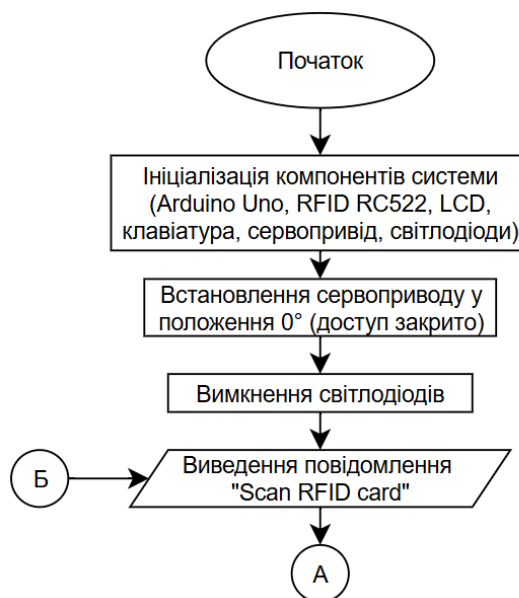 Початок
Ініціалізація компонентів системи
(Arduino Uno, RFID RC522, LCD,
клавіатура, сервопривід, світлодіоди)
Встановлення сервоприводу у
положення 0° (доступ закрито)
Вимкнення світлодіодів
Б
Виведення повідомлення
"Scan RFID card"
А